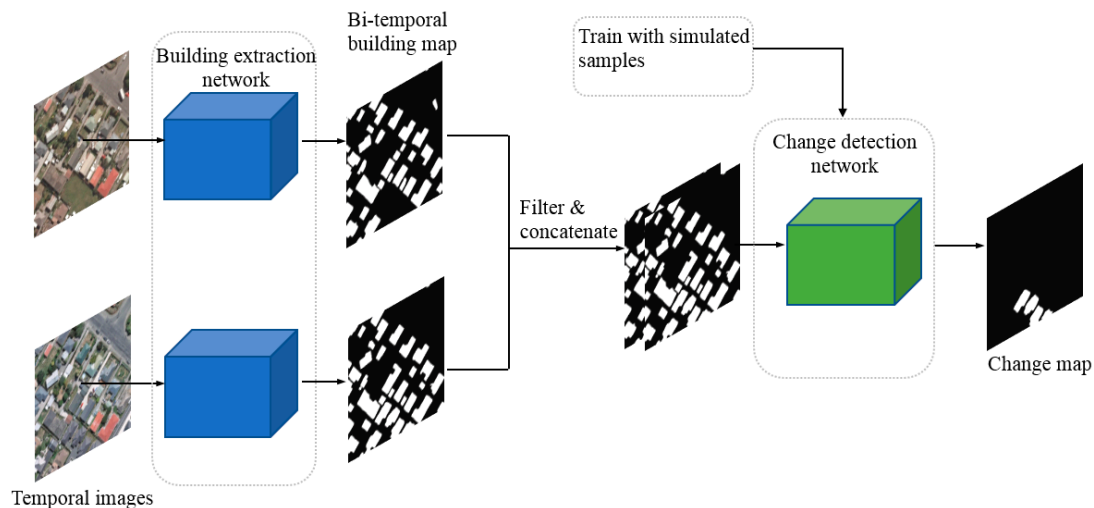 Building extraction
network
Bi-temporal
building map
Train with simulated
samples
Change detection
network
Filter &
concatenate
Change map
Temporal images